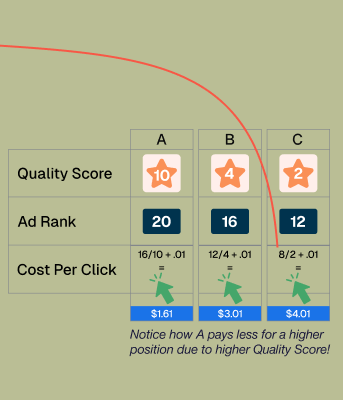 A B C
Quality Score 10 4 2
Ad Rank 20 16 12
16/10 + .01 12/4 + .01 8/2 + .01
Cost Per Click = = =
$1.61 $3.01 $4.01
Notice how A pays less for a higher
position due to higher Quality Score!